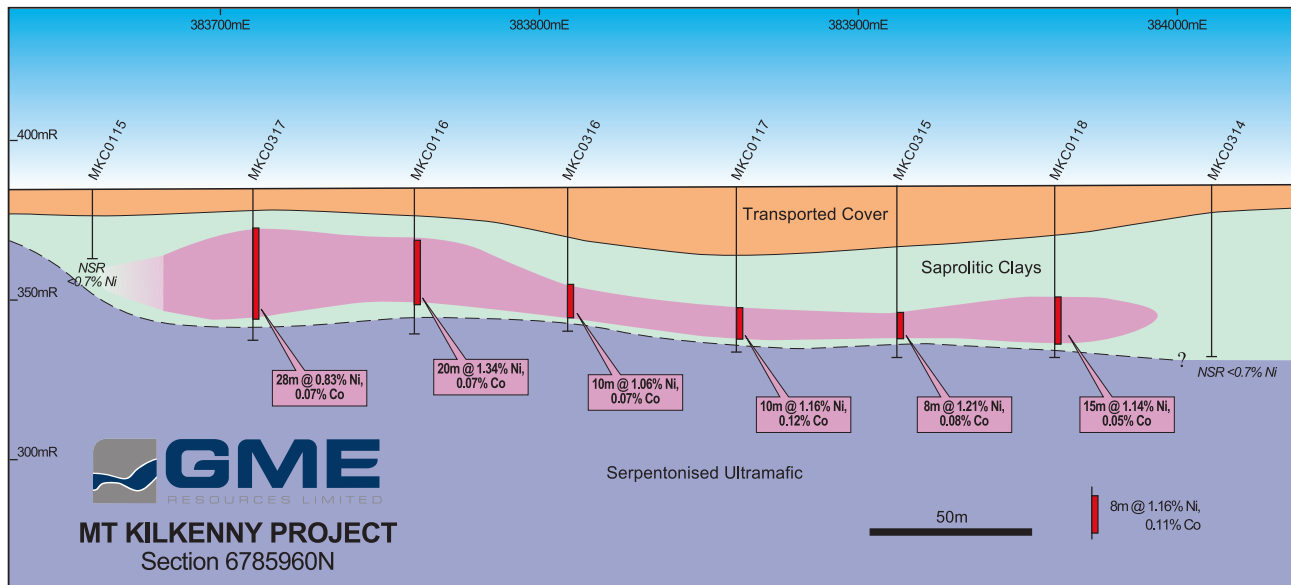 383700mE
383800mE
383900mE
384000mE
400mR
MKC0115
MKC0317
MKC0116
MKC0316
MKC0117
MKC0315
MKC0118
MKC0314
Transported Cover
Saprolitic Clays
NSR
<0.7% Ni
350mR
?
NSR <0.7% Ni
28m @ 0.83% Ni,
0.07% Co
20m @ 1.34% Ni,
0.07% Co
10m @ 1.06% Ni,
0.07% Co
10m @ 1.16% Ni,
0.12% Co
8m @ 1.21% Ni,
0.08% Co
15m @ 1.14% Ni,
0.05% Co
300mR
Serpentonised Ultramafic
GME
RESOURCES LIMITED
MT KILKENNY PROJECT
Section 6785960N
50m
8m @ 1.16% Ni,
0.11% Co